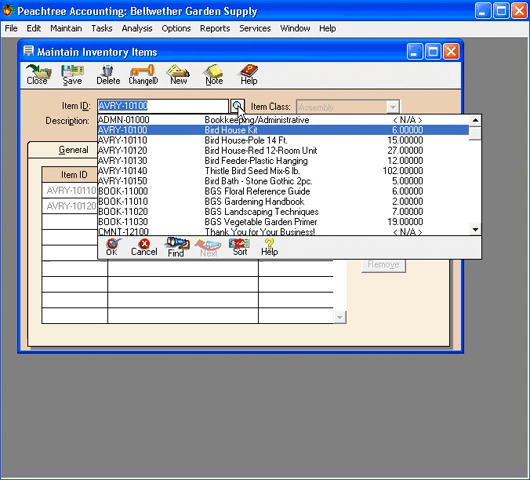 Peachtree Accounting: Bellwether Garden Supply
File Edit Maintain Tasks Analysis Options Reports Services Window Help
Maintain Inventory Items
Close Save Delete ChangeID New Note Help
Item ID: AVRY-10100 Item Class: Assembly
Description:
ADMN-01000 Bookkeeping/Administrative < N/A >
AVRY-10100 Bird House Kit 6.00000
AVRY-10110 Bird House-Pole 14 Ft. 15.00000
AVRY-10120 Bird House-Red 12-Room Unit 27.00000
AVRY-10130 Bird Feeder-Plastic Hanging 12.00000
AVRY-10140 Thistle Bird Seed Mix-6 lb. 102.00000
AVRY-10150 Bird Bath - Stone Gothic 2pc. 5.00000
BOOK-11000 BGS Floral Reference Guide 6.00000
BOOK-11010 BGS Gardening Handbook 2.00000
BOOK-11020 BGS Landscaping Techniques 7.00000
BOOK-11030 BGS Vegetable Garden Primer 19.00000
CMNT-12100 Thank You for Your Business! < N/A >
OK Cancel Find Next Sort Help
General
Item ID
AVRY-10110
AVRY-10120
Remove